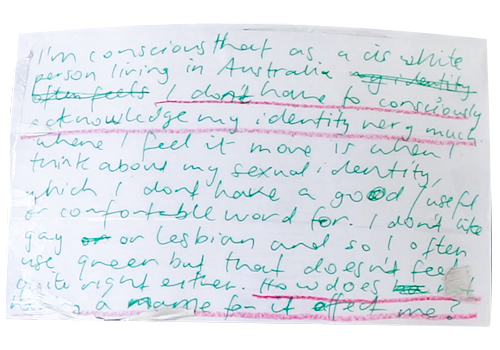 I'm conscious that as a cis white
person living in Australia my identity
often feels I don't have to consciously
acknowledge my identity very much.
where I feel it more is when I
think about my sexual identity,
which I dont have a good/useful
or comfortable word for. I don't like
gay or or lesbian and so I often
use queer but that doesn't feel
quite right either. How does not
a name for it affect me?